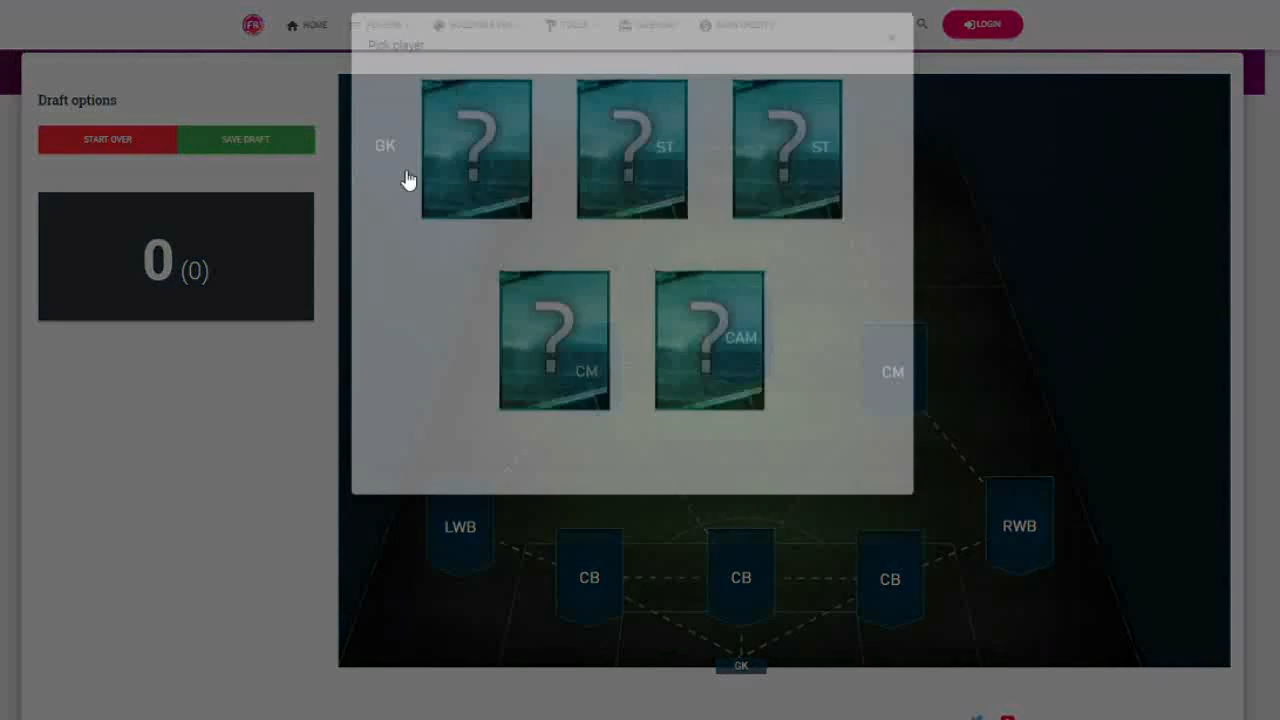 FR HOME LOGIN
Pick player
Draft options
START OVER SAVE DRAFT
GK ? ? ST ? ST
0 (0)
? CM ? CAM CM
LWB RWB
CB CB CB
GK